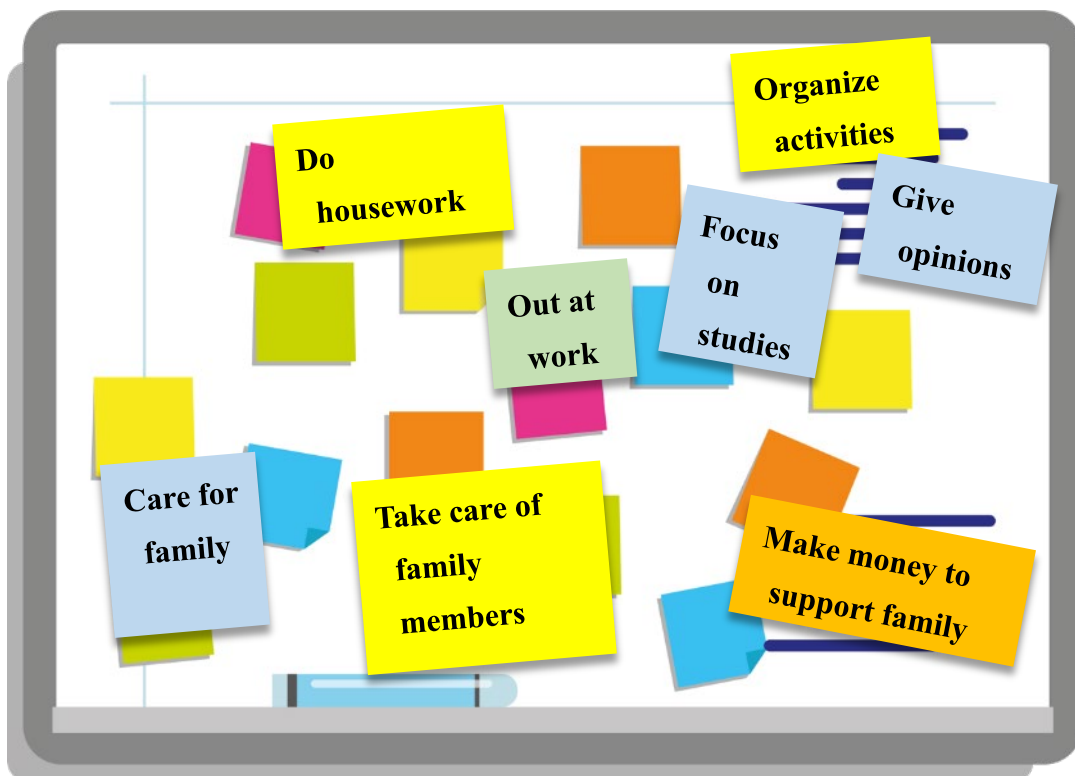 Organize
activities
Do
housework
Give
opinions
Focus
on
studies
Out at
work
Care for
family
Take care of
family
members
Make money to
support family